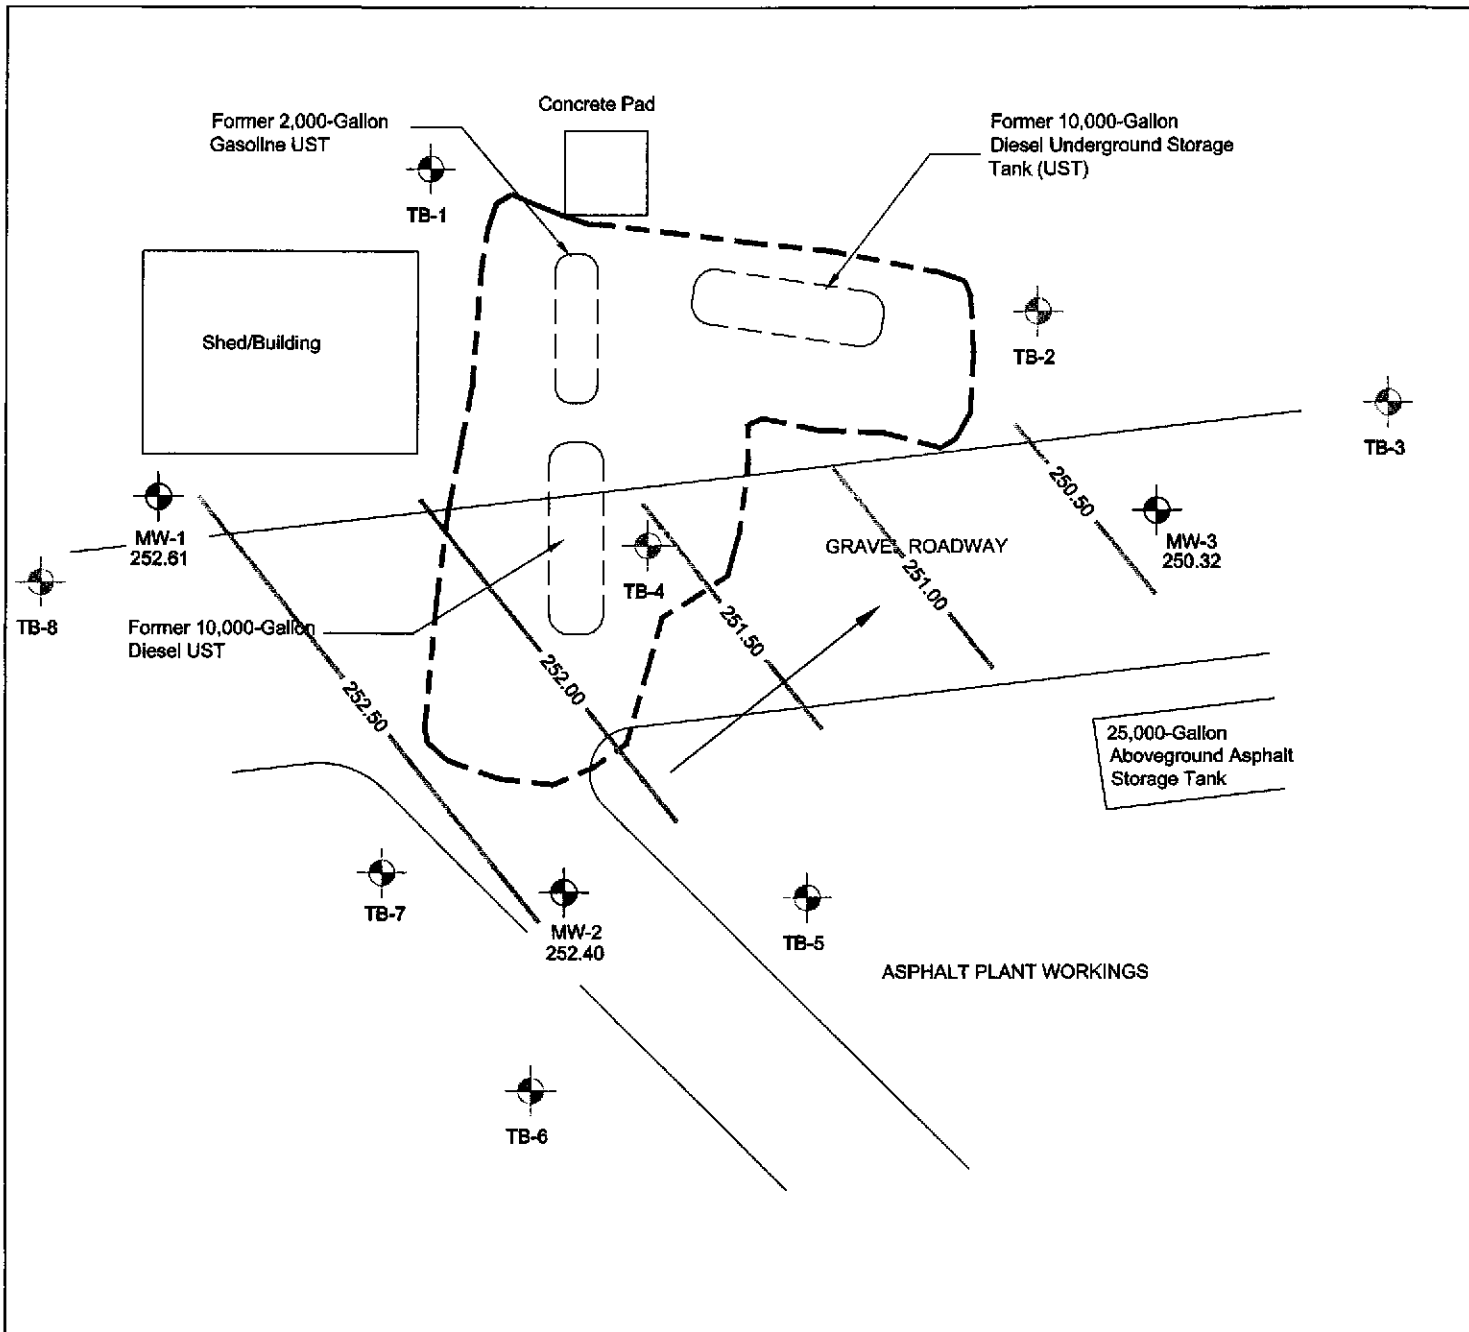 Concrete Pad
Former 2,000-Gallon
Gasoline UST
Former 10,000-Gallon
Diesel Underground Storage
Tank (UST)
TB-1
Shed/Building
TB-2
TB-3
MW-1
252.61
250.50
MW-3
250.32
GRAVEL ROADWAY
251.00
TB-4
TB-8
Former 10,000-Gallon
Diesel UST
251.50
252.00
252.50
25,000-Gallon
Aboveground Asphalt
Storage Tank
TB-7
MW-2
252.40
TB-5
ASPHALT PLANT WORKINGS
TB-6